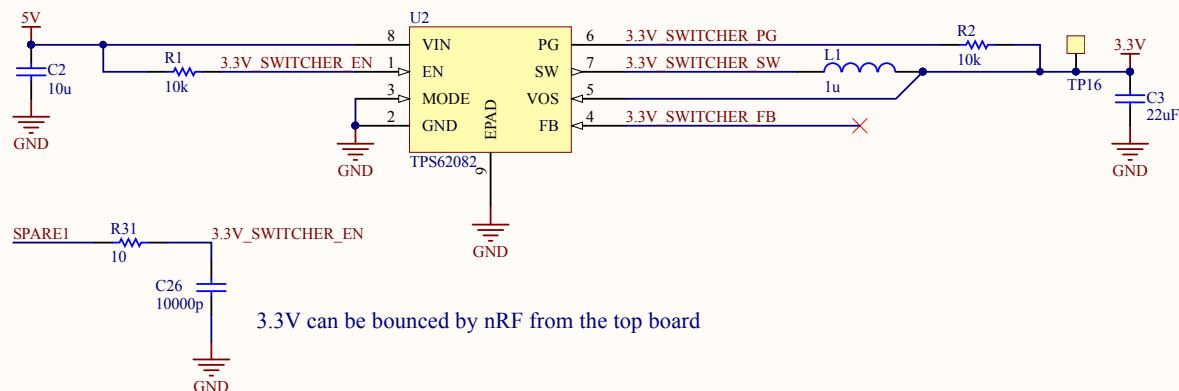 5V
C2
10u
GND
R1
10k
3.3V_SWITCHER_EN
U2
8
1
3
2
VIN
EN
MODE
GND
EPAD
PG
SW
VOS
FB
6
7
5
4
9
TPS62082
GND
GND
3.3V_SWITCHER_PG
3.3V_SWITCHER_SW
3.3V_SWITCHER_FB
L1
1u
R2
10k
TP16
3.3V
C3
22uF
GND
SPARE1
R31
10
3.3V_SWITCHER_EN
C26
10000p
GND
3.3V can be bounced by nRF from the top board